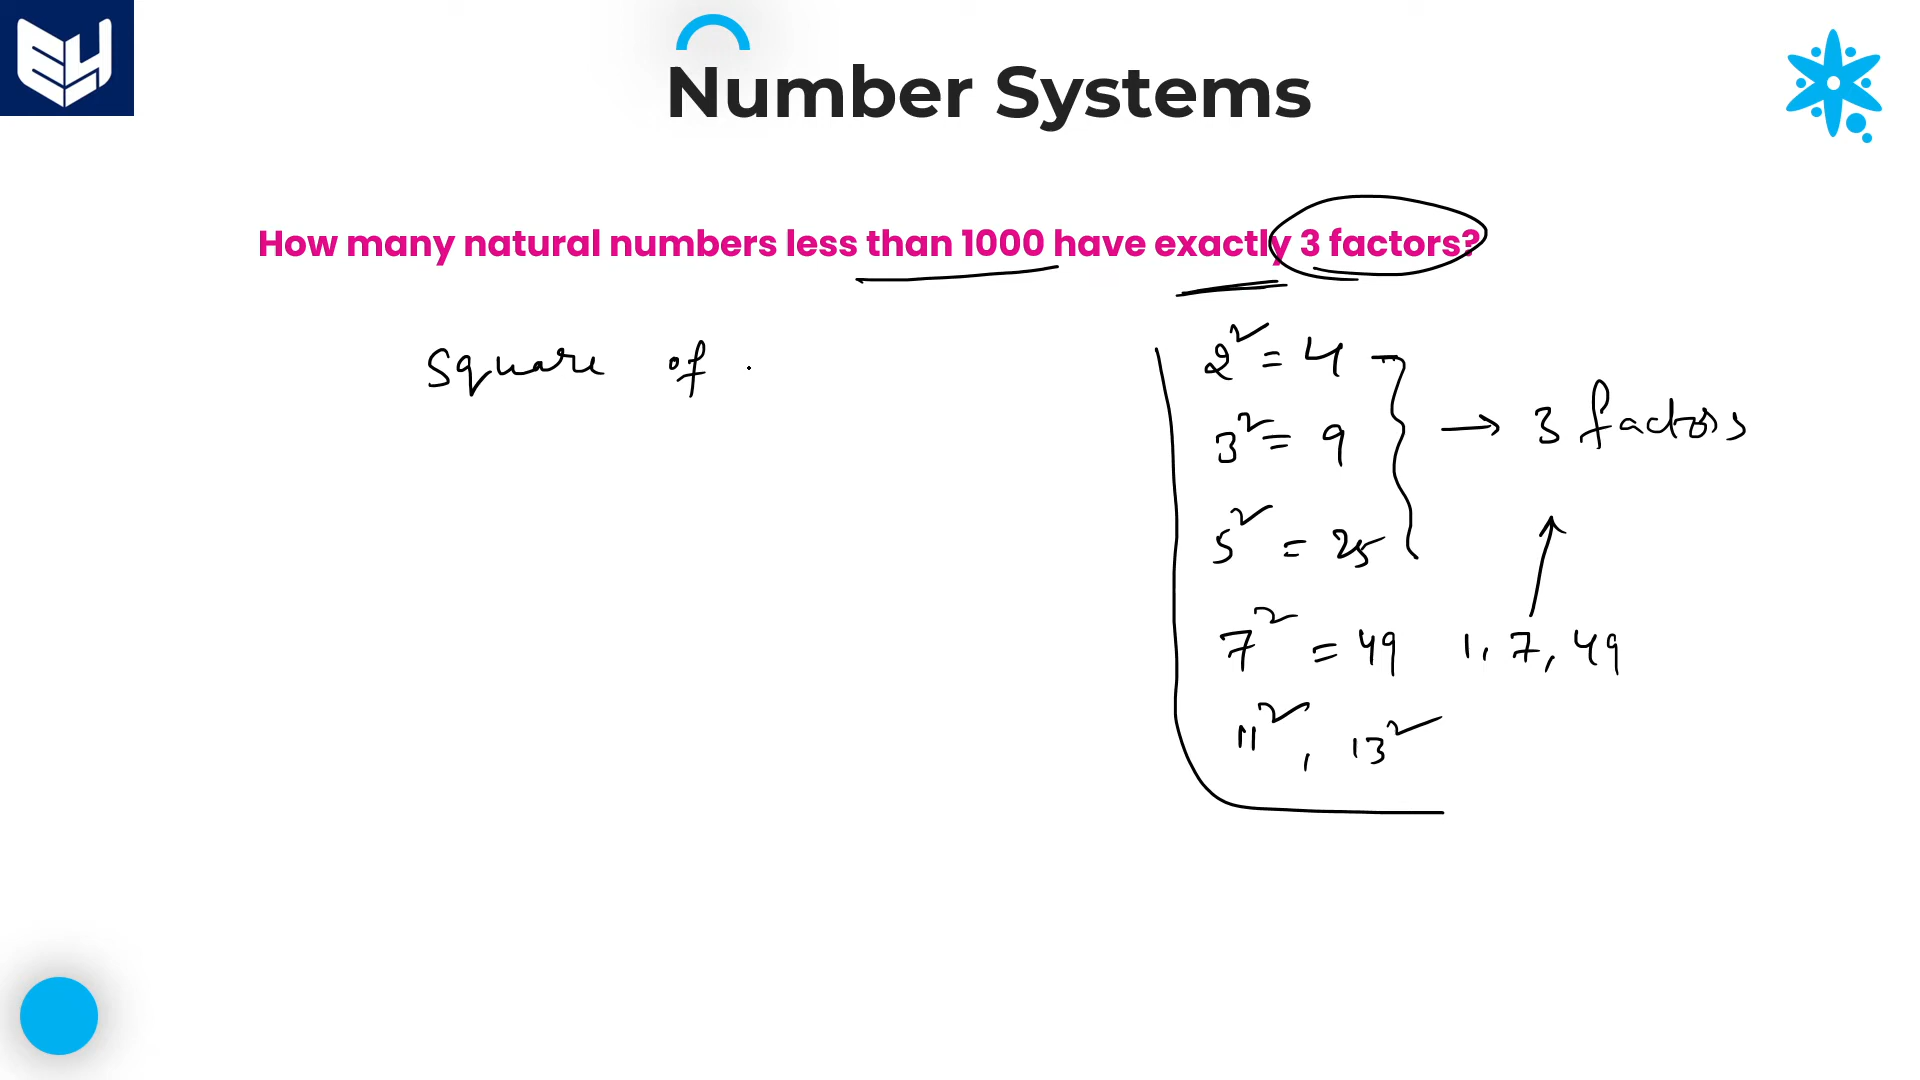 Number Systems
How many natural numbers less than 1000 have exactly 3 factors?
Square of
2² = 4
3² = 9
→ 3 factors
5² = 25
7² = 49 1, 7, 49
11², 13²